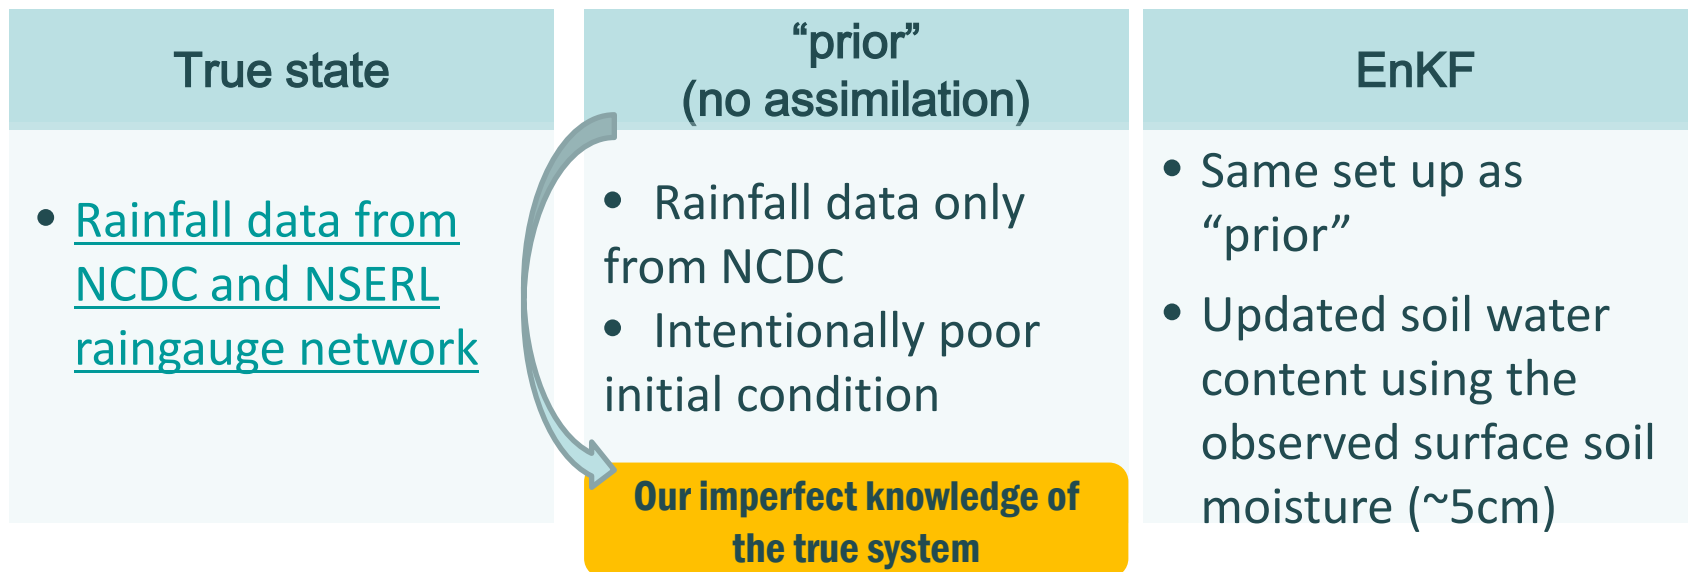 True state
• Rainfall data from
NCDC and NSERL
raingauge network
“prior”
(no assimilation)
• Rainfall data only
from NCDC
• Intentionally poor
initial condition
Our imperfect knowledge of
the true system
EnKF
• Same set up as
“prior”
• Updated soil water
content using the
observed surface soil
moisture (~5cm)